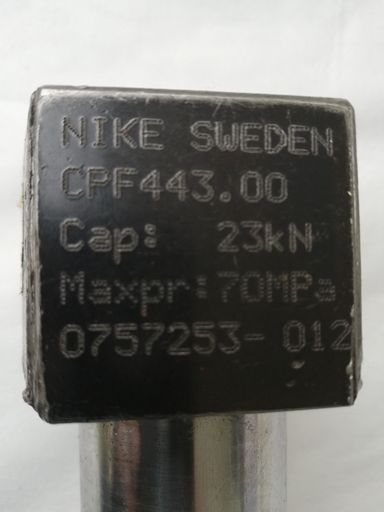 NIKE SWEDEN
CPF443.00
Cap: 23kN
Maxpr: 70MPa
0757253- 012